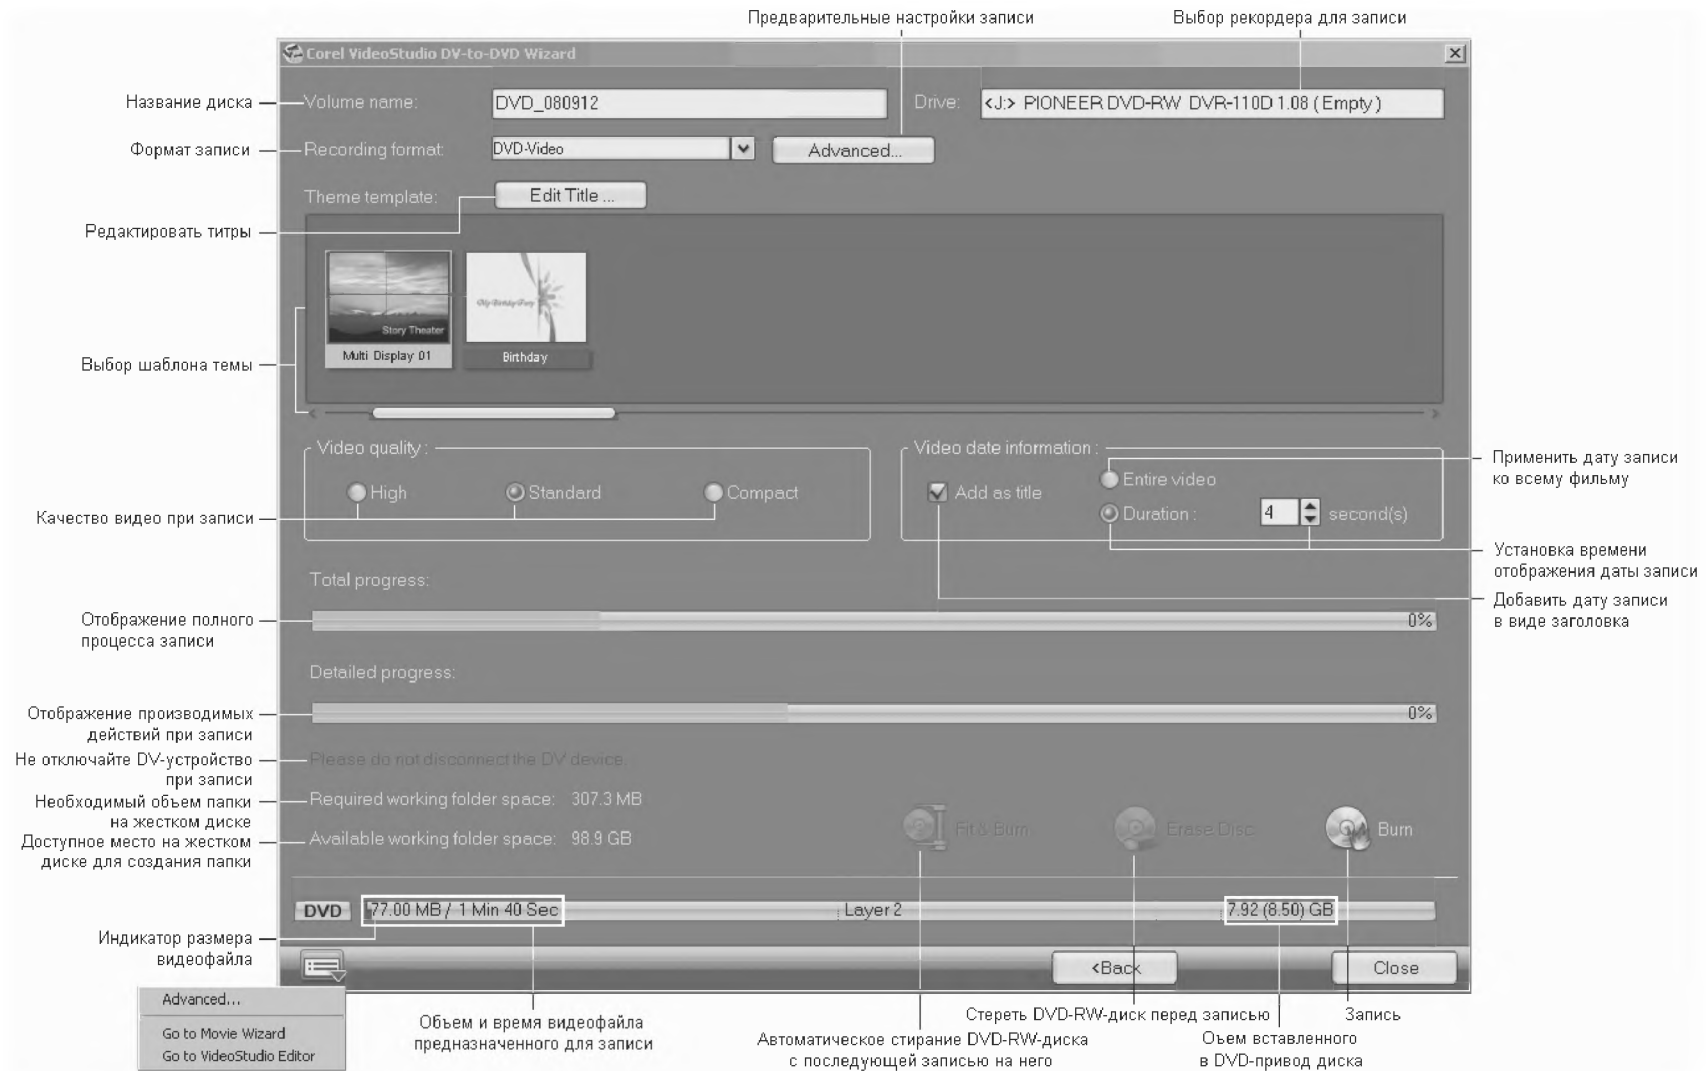 Предварительные настройки записи
Выбор рекордера для записи
Corel VideoStudio DV-to-DVD Wizard
Название диска
Volume name:
DVD_080912
Drive:
<J:> PIONEER DVD-RW DVR-110D 1.08 ( Empty )
Формат записи
Recording format:
DVD-Video
Advanced...
Theme template:
Edit Title ...
Редактировать титры
Story Theater
Multi Display 01
Birthday
Выбор шаблона темы
Video quality :
High
Standard
Compact
Качество видео при записи
Video date information :
Add as title
Entire video
Duration :
4
second(s)
Применить дату записи
ко всему фильму
Установка времени
отображения даты записи
Добавить дату записи
в виде заголовка
Total progress:
Отображение полного
процесса записи
0%
Detailed progress:
Отображение производимых
действий при записи
0%
Не отключайте DV-устройство
при записи
Please do not disconnect the DV device.
Необходимый объем папки
на жестком диске
Required working folder space: 307.3 MB
Доступное место на жестком
диске для создания папки
Available working folder space: 98.9 GB
Fit & Burn
Erase Disc
Burn
DVD
77.00 MB / 1 Min 40 Sec
Layer 2
7.92 (8.50) GB
Индикатор размера
видеофайла
<Back
Close
Advanced...
Go to Movie Wizard
Go to VideoStudio Editor
Объем и время видеофайла
предназначенного для записи
Стереть DVD-RW-диск перед записью
Запись
Автоматическое стирание DVD-RW-диска
с последующей записью на него
Оъем вставленного
в DVD-привод диска